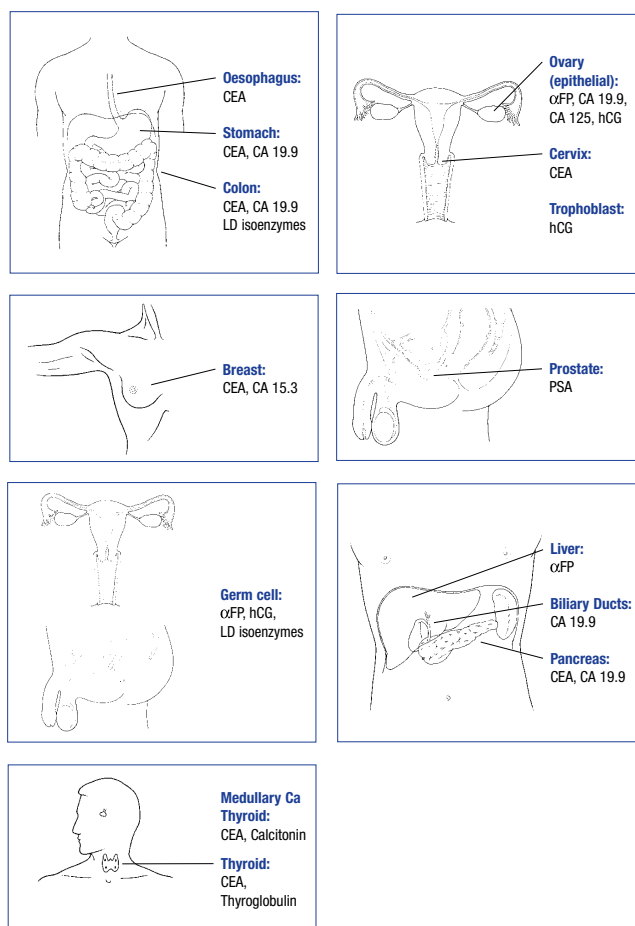 Oesophagus:
CEA
Stomach:
CEA, CA 19.9
Colon:
CEA, CA 19.9
LD isoenzymes
Ovary
(epithelial):
αFP, CA 19.9,
CA 125, hCG
Cervix:
CEA
Trophoblast:
hCG
Breast:
CEA, CA 15.3
Prostate:
PSA
Germ cell:
αFP, hCG,
LD isoenzymes
Liver:
αFP
Biliary Ducts:
CA 19.9
Pancreas:
CEA, CA 19.9
Medullary Ca
Thyroid:
CEA, Calcitonin
Thyroid:
CEA,
Thyroglobulin